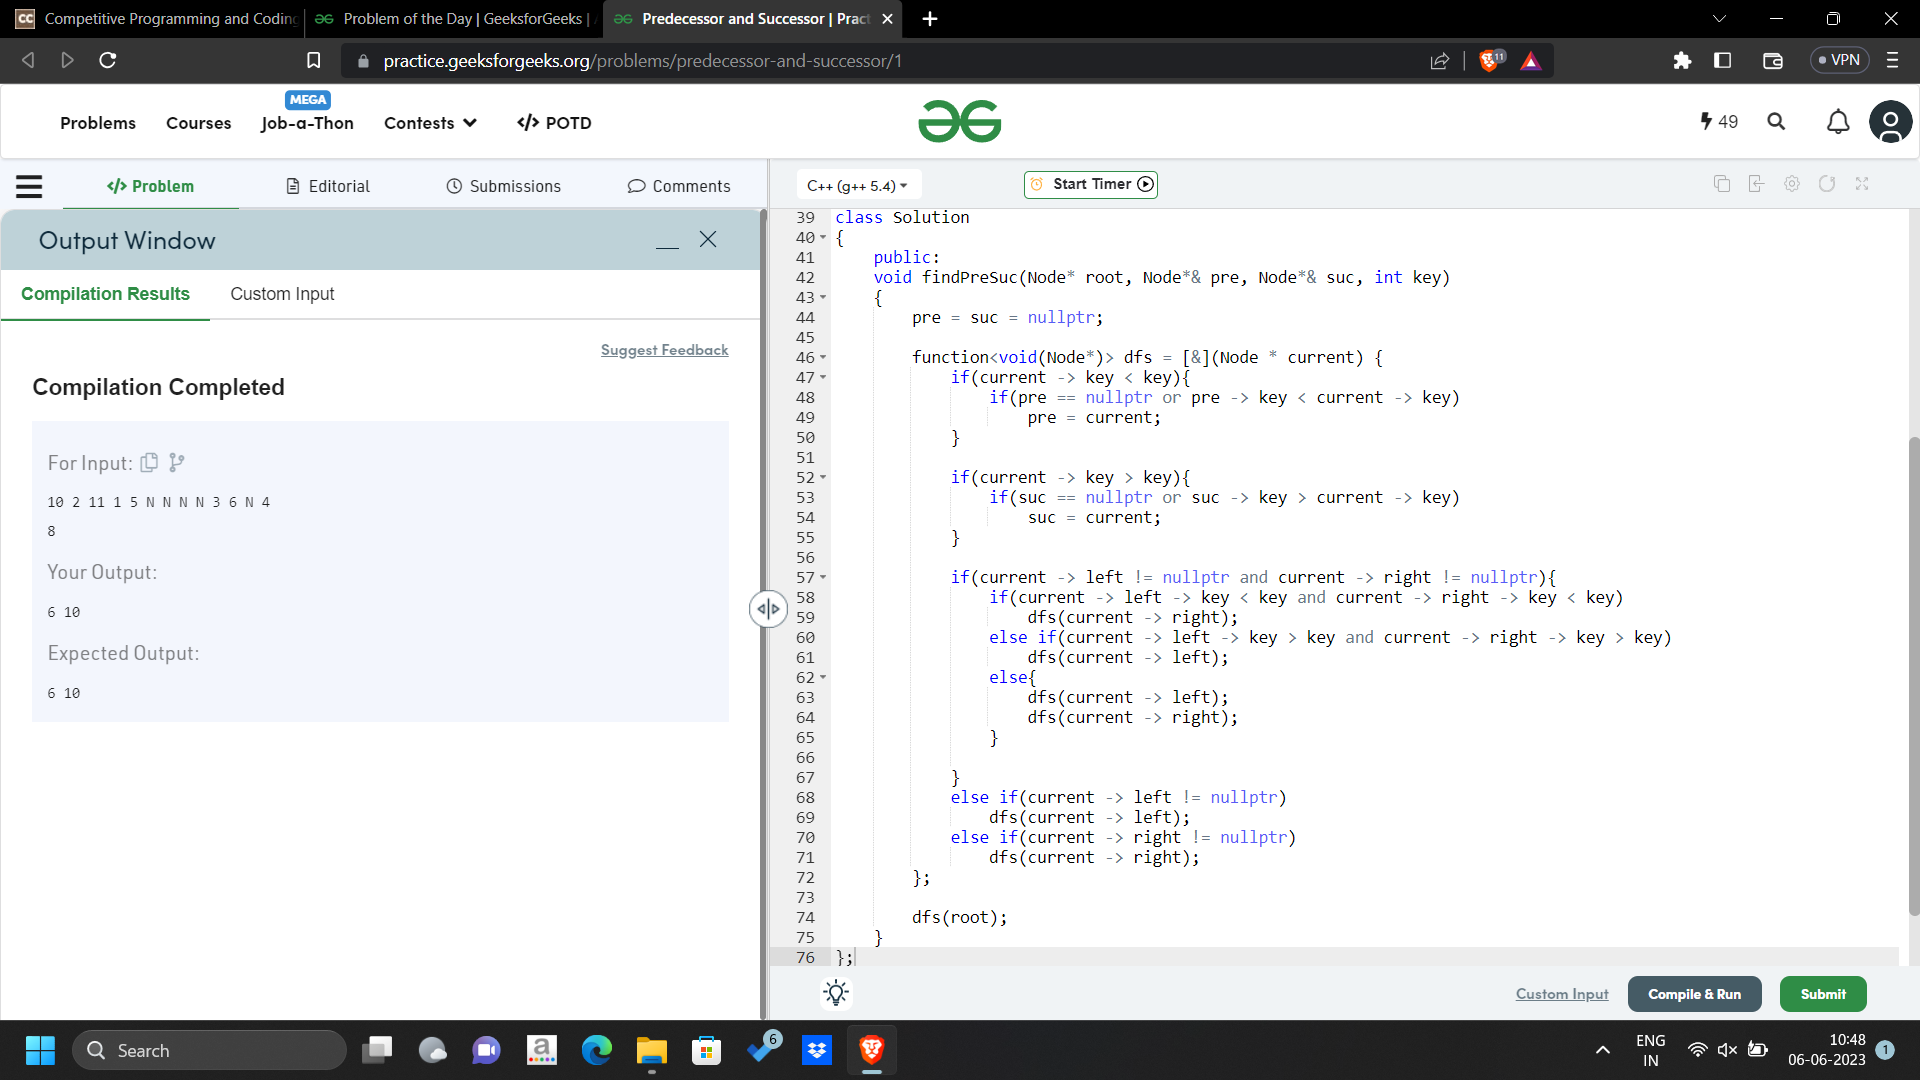 CC Competitive Programming and Coding
Problem of the Day | GeeksforGeeks |
Predecessor and Successor | Pract
practice.geeksforgeeks.org/problems/predecessor-and-successor/1
11
VPN
MEGA
Problems Courses Job-a-Thon Contests </> POTD
49
</> Problem Editorial Submissions Comments
C++ (g++ 5.4)
Start Timer
Output Window
Compilation Results Custom Input
Suggest Feedback
Compilation Completed
For Input:
10 2 11 1 5 N N N N 3 6 N 4
8
Your Output:
6 10
Expected Output:
6 10
39 class Solution
40 {
41 public:
42 void findPreSuc(Node* root, Node*& pre, Node*& suc, int key)
43 {
44 pre = suc = nullptr;
45
46 function<void(Node*)> dfs = [&](Node * current) {
47 if(current -> key < key){
48 if(pre == nullptr or pre -> key < current -> key)
49 pre = current;
50 }
51
52 if(current -> key > key){
53 if(suc == nullptr or suc -> key > current -> key)
54 suc = current;
55 }
56
57 if(current -> left != nullptr and current -> right != nullptr){
58 if(current -> left -> key < key and current -> right -> key < key)
59 dfs(current -> right);
60 else if(current -> left -> key > key and current -> right -> key > key)
61 dfs(current -> left);
62 else{
63 dfs(current -> left);
64 dfs(current -> right);
65 }
66
67 }
68 else if(current -> left != nullptr)
69 dfs(current -> left);
70 else if(current -> right != nullptr)
71 dfs(current -> right);
72 };
73
74 dfs(root);
75 }
76 };
Custom Input Compile & Run Submit
Search
a
6
ENG
IN
10:48
06-06-2023
1